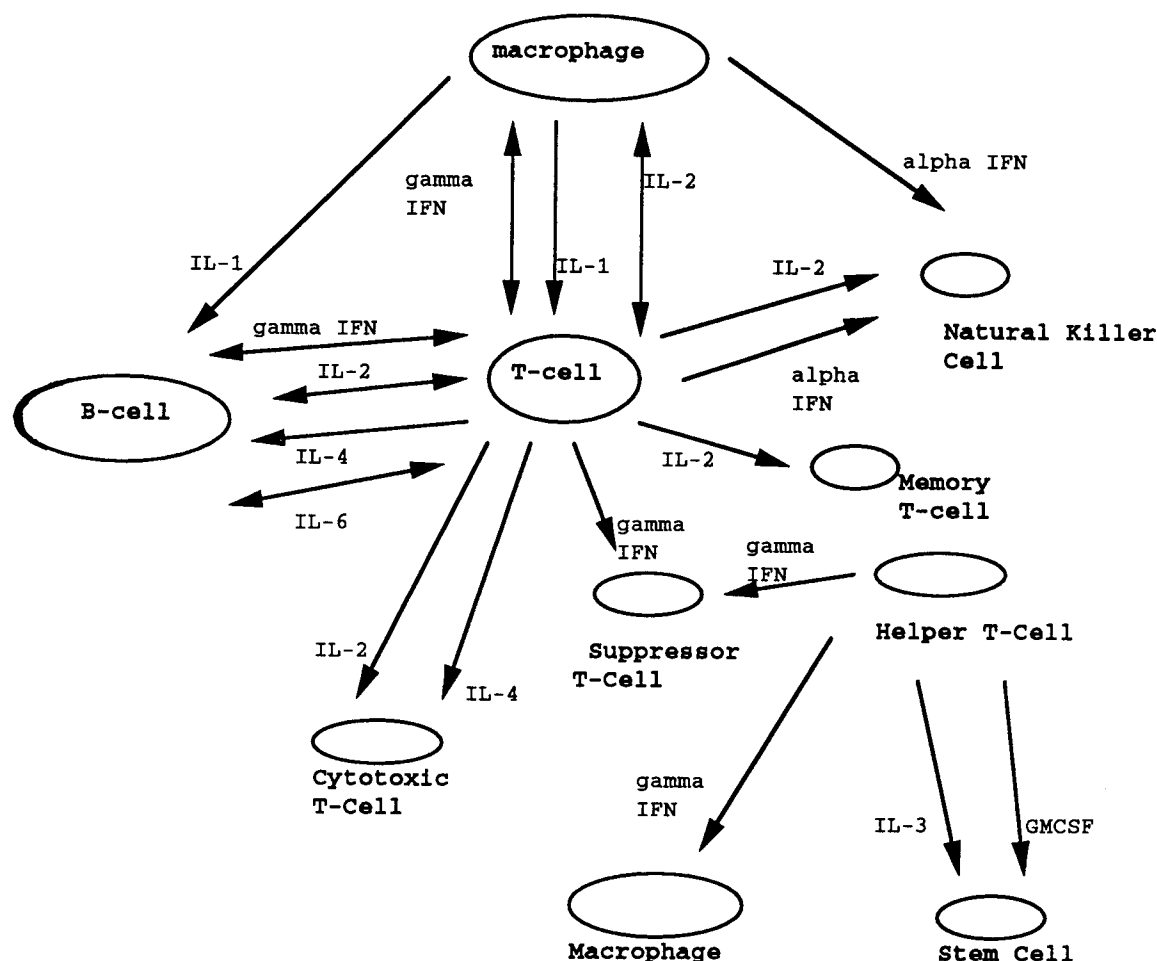 macrophage
alpha IFN
gamma
IFN
IL-2
IL-1
IL-1
IL-2
gamma IFN
Natural Killer
Cell
T-cell
IL-2
alpha
IFN
B-cell
IL-4
IL-2
Memory
T-cell
IL-6
gamma
IFN
gamma
IFN
Helper T-Cell
Suppressor
T-Cell
IL-2
IL-4
Cytotoxic
T-Cell
gamma
IFN
IL-3
GMCSF
Macrophage
Stem Cell